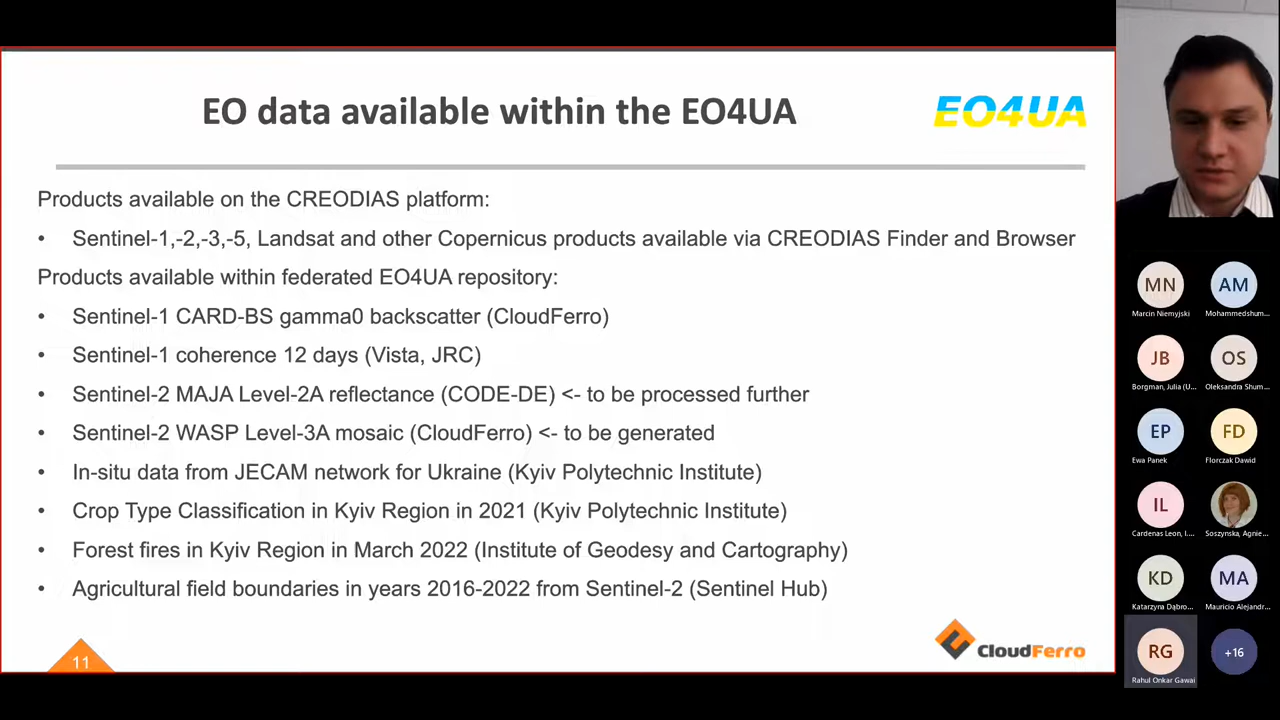 EO data available within the EO4UA
EO4UA
Products available on the CREODIAS platform:
• Sentinel-1,-2,-3,-5, Landsat and other Copernicus products available via CREODIAS Finder and Browser
Products available within federated EO4UA repository:
• Sentinel-1 CARD-BS gamma0 backscatter (CloudFerro)
• Sentinel-1 coherence 12 days (Vista, JRC)
• Sentinel-2 MAJA Level-2A reflectance (CODE-DE) <- to be processed further
• Sentinel-2 WASP Level-3A mosaic (CloudFerro) <- to be generated
• In-situ data from JECAM network for Ukraine (Kyiv Polytechnic Institute)
• Crop Type Classification in Kyiv Region in 2021 (Kyiv Polytechnic Institute)
• Forest fires in Kyiv Region in March 2022 (Institute of Geodesy and Cartography)
• Agricultural field boundaries in years 2016-2022 from Sentinel-2 (Sentinel Hub)
11
CloudFerro
MN
AM
Marcin Niemyjski
Mohammedshum...
JB
OS
Borgman, Julia (U...
Oleksandra Shum...
EP
FD
Ewa Panek
Florczak Dawid
IL
Cardenas Leon, I....
Soszynska, Agnie...
KD
MA
Katarzyna Dąbro...
Mauricio Alejandr...
RG
+16
Rahul Onkar Gawai